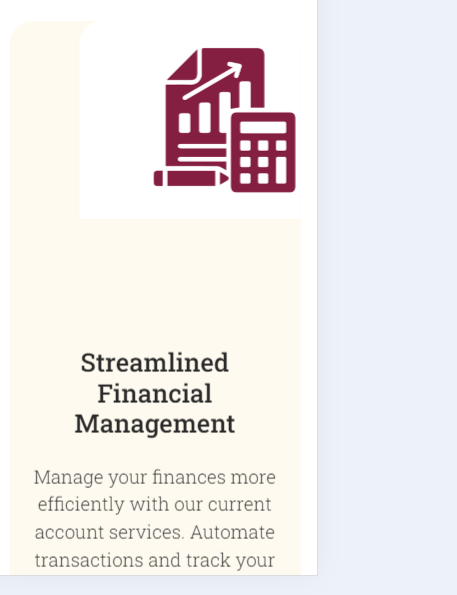 Streamlined
Financial
Management
Manage your finances more
efficiently with our current
account services. Automate
transactions and track your